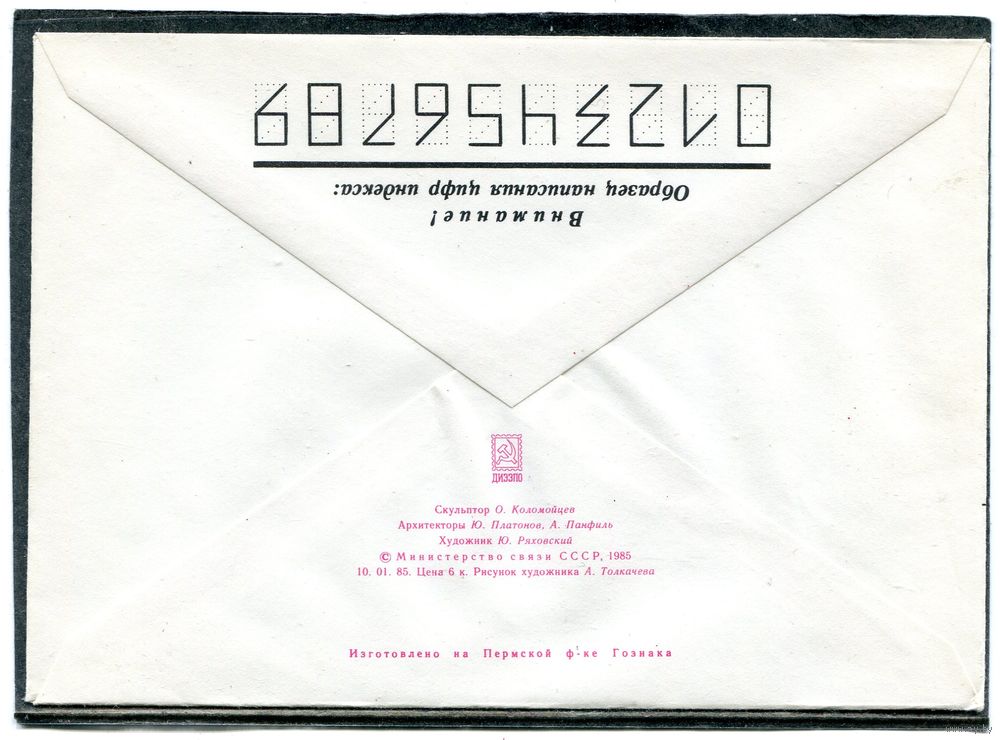 Внимание!
Образец написания цифр индекса:
0123456789
ДИЭЗПО
Скульптор О. Коломойцев
Архитекторы Ю. Платонов, А. Панфиль
Художник Ю. Ряховский
© Министерство связи СССР, 1985
10. 01. 85. Цена 6 к. Рисунок художника А. Толкачева
Изготовлено на Пермской ф-ке Гознака